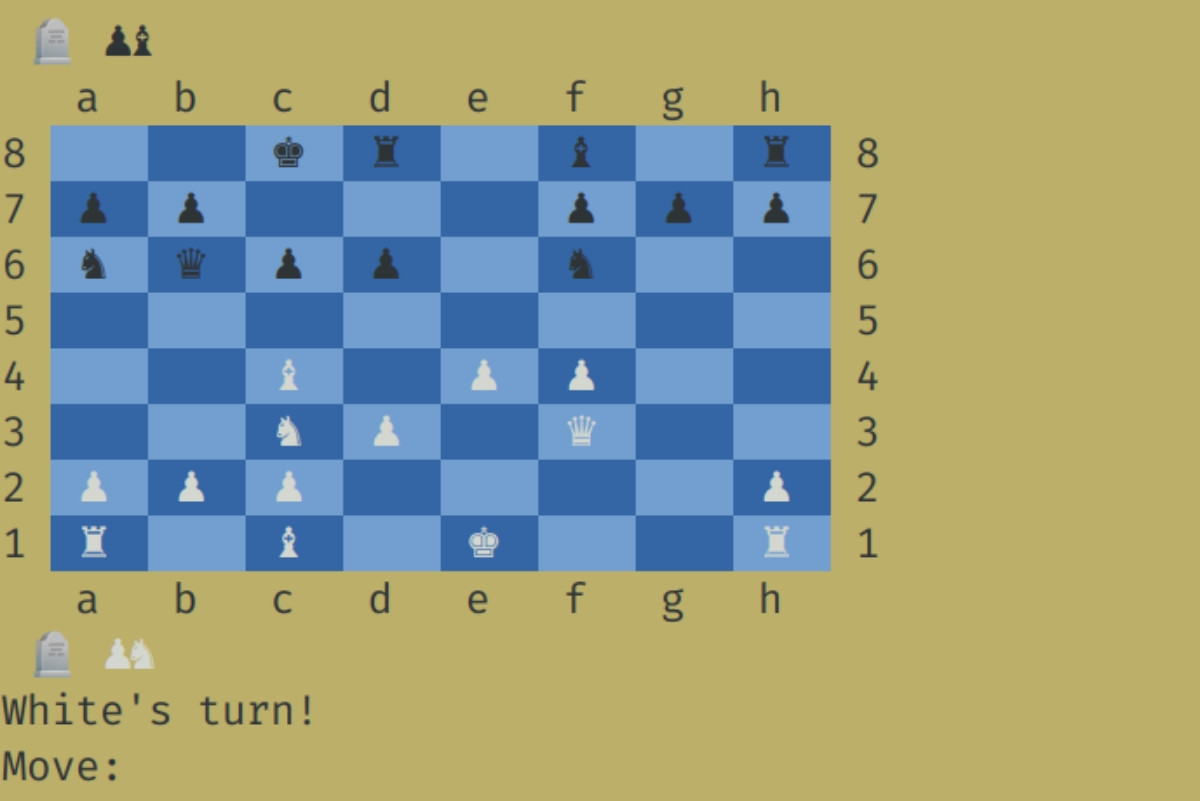 🪦 ♟♝
a b c d e f g h
8 ♚ ♜ ♝ ♜ 8
7 ♟ ♟ ♟ ♟ ♟ 7
6 ♞ ♛ ♟ ♟ ♞ 6
5 5
4 ♝ ♟ ♟ 4
3 ♞ ♟ ♛ 3
2 ♟ ♟ ♟ ♟ 2
1 ♜ ♝ ♚ ♜ 1
a b c d e f g h
🪦 ♟♞
White's turn!
Move: